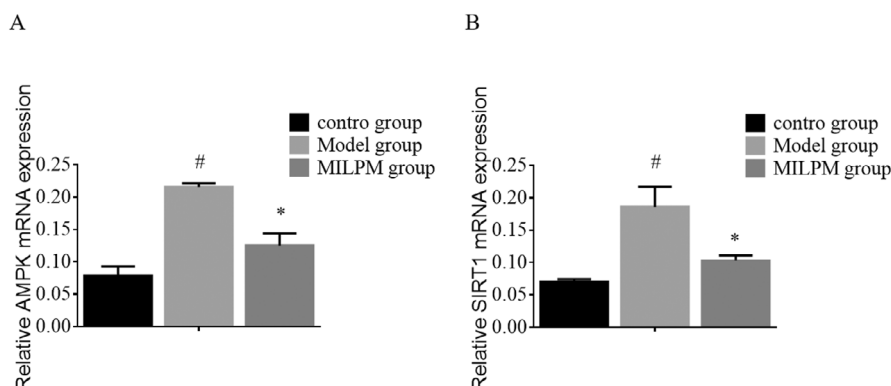 A
Relative AMPK mRNA expression
0.25
0.20
0.15
0.10
0.05
0.00
#
*
contro group
Model group
MILPM group
B
Relative SIRT1 mRNA expression
0.25
0.20
0.15
0.10
0.05
0.00
#
*
contro group
Model group
MILPM group